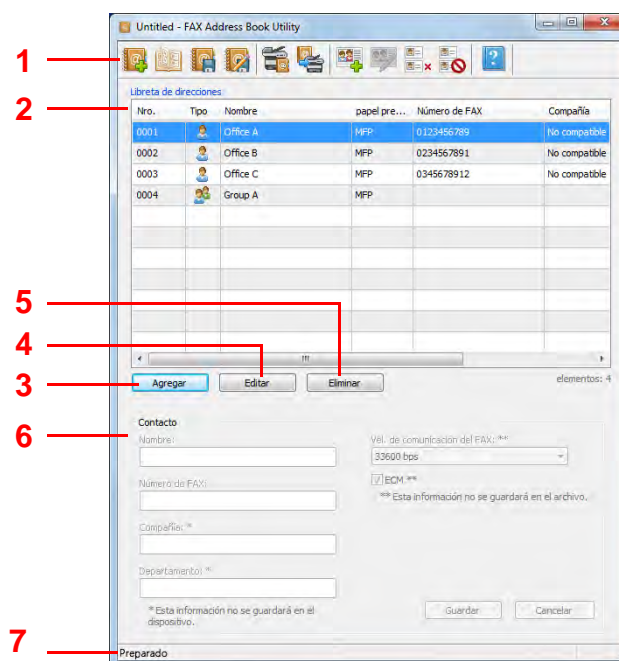 Untitled - FAX Address Book Utility
1
Libreta de direcciones
2
Nro. Tipo Nombre papel pre... Número de FAX Compañía
0001 Office A MFP 0123456789 No compatible
0002 Office B MFP 0234567891 No compatible
0003 Office C MFP 0345678912 No compatible
0004 Group A MFP
5
4
3
Agregar Editar Eliminar elementos: 4
6
Contacto
Nombre: Vel. de comunicación del FAX: **
33600 bps
Número de FAX: ECM **
** Esta información no se guardará en el archivo.
Compañía: *
Departamento: *
* Esta información no se guardará en el
dispositivo.
Guardar Cancelar
7
Preparado